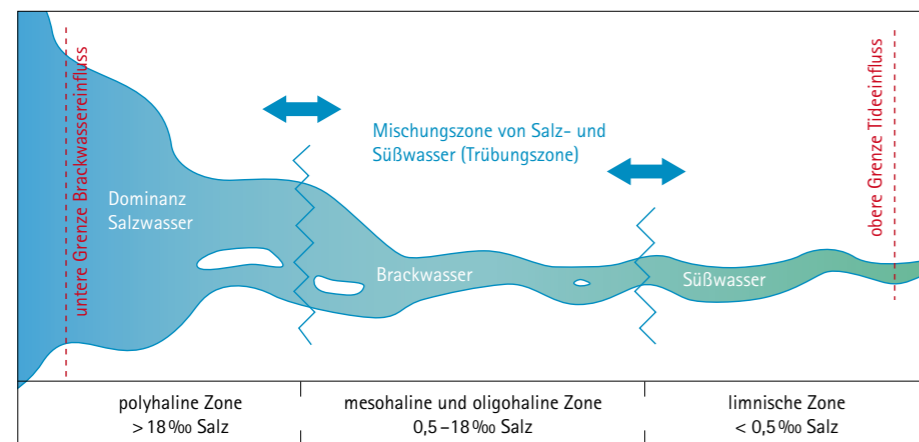 untere Grenze Brackwassereinfluss
Dominanz
Salzwasser
Mischungszone von Salz- und
Süßwasser (Trübungszone)
Brackwasser
Süßwasser
obere Grenze Tideeinfluss
polyhaline Zone
> 18 ‰ Salz
mesohaline und oligohaline Zone
0,5 – 18 ‰ Salz
limnische Zone
< 0,5 ‰ Salz